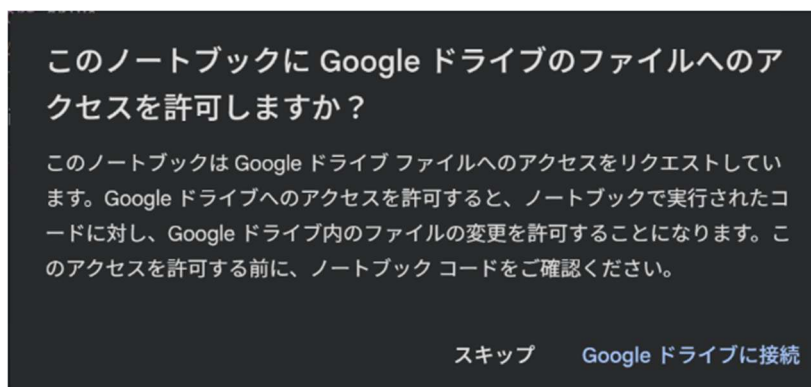 このノートブックに Google ドライブのファイルへのア
クセスを許可しますか？
このノートブックは Google ドライブ ファイルへのアクセスをリクエストしてい
ます。Google ドライブへのアクセスを許可すると、ノートブックで実行されたコ
ードに対し、Google ドライブ内のファイルの変更を許可することになります。こ
のアクセスを許可する前に、ノートブック コードをご確認ください。
スキップ Google ドライブに接続